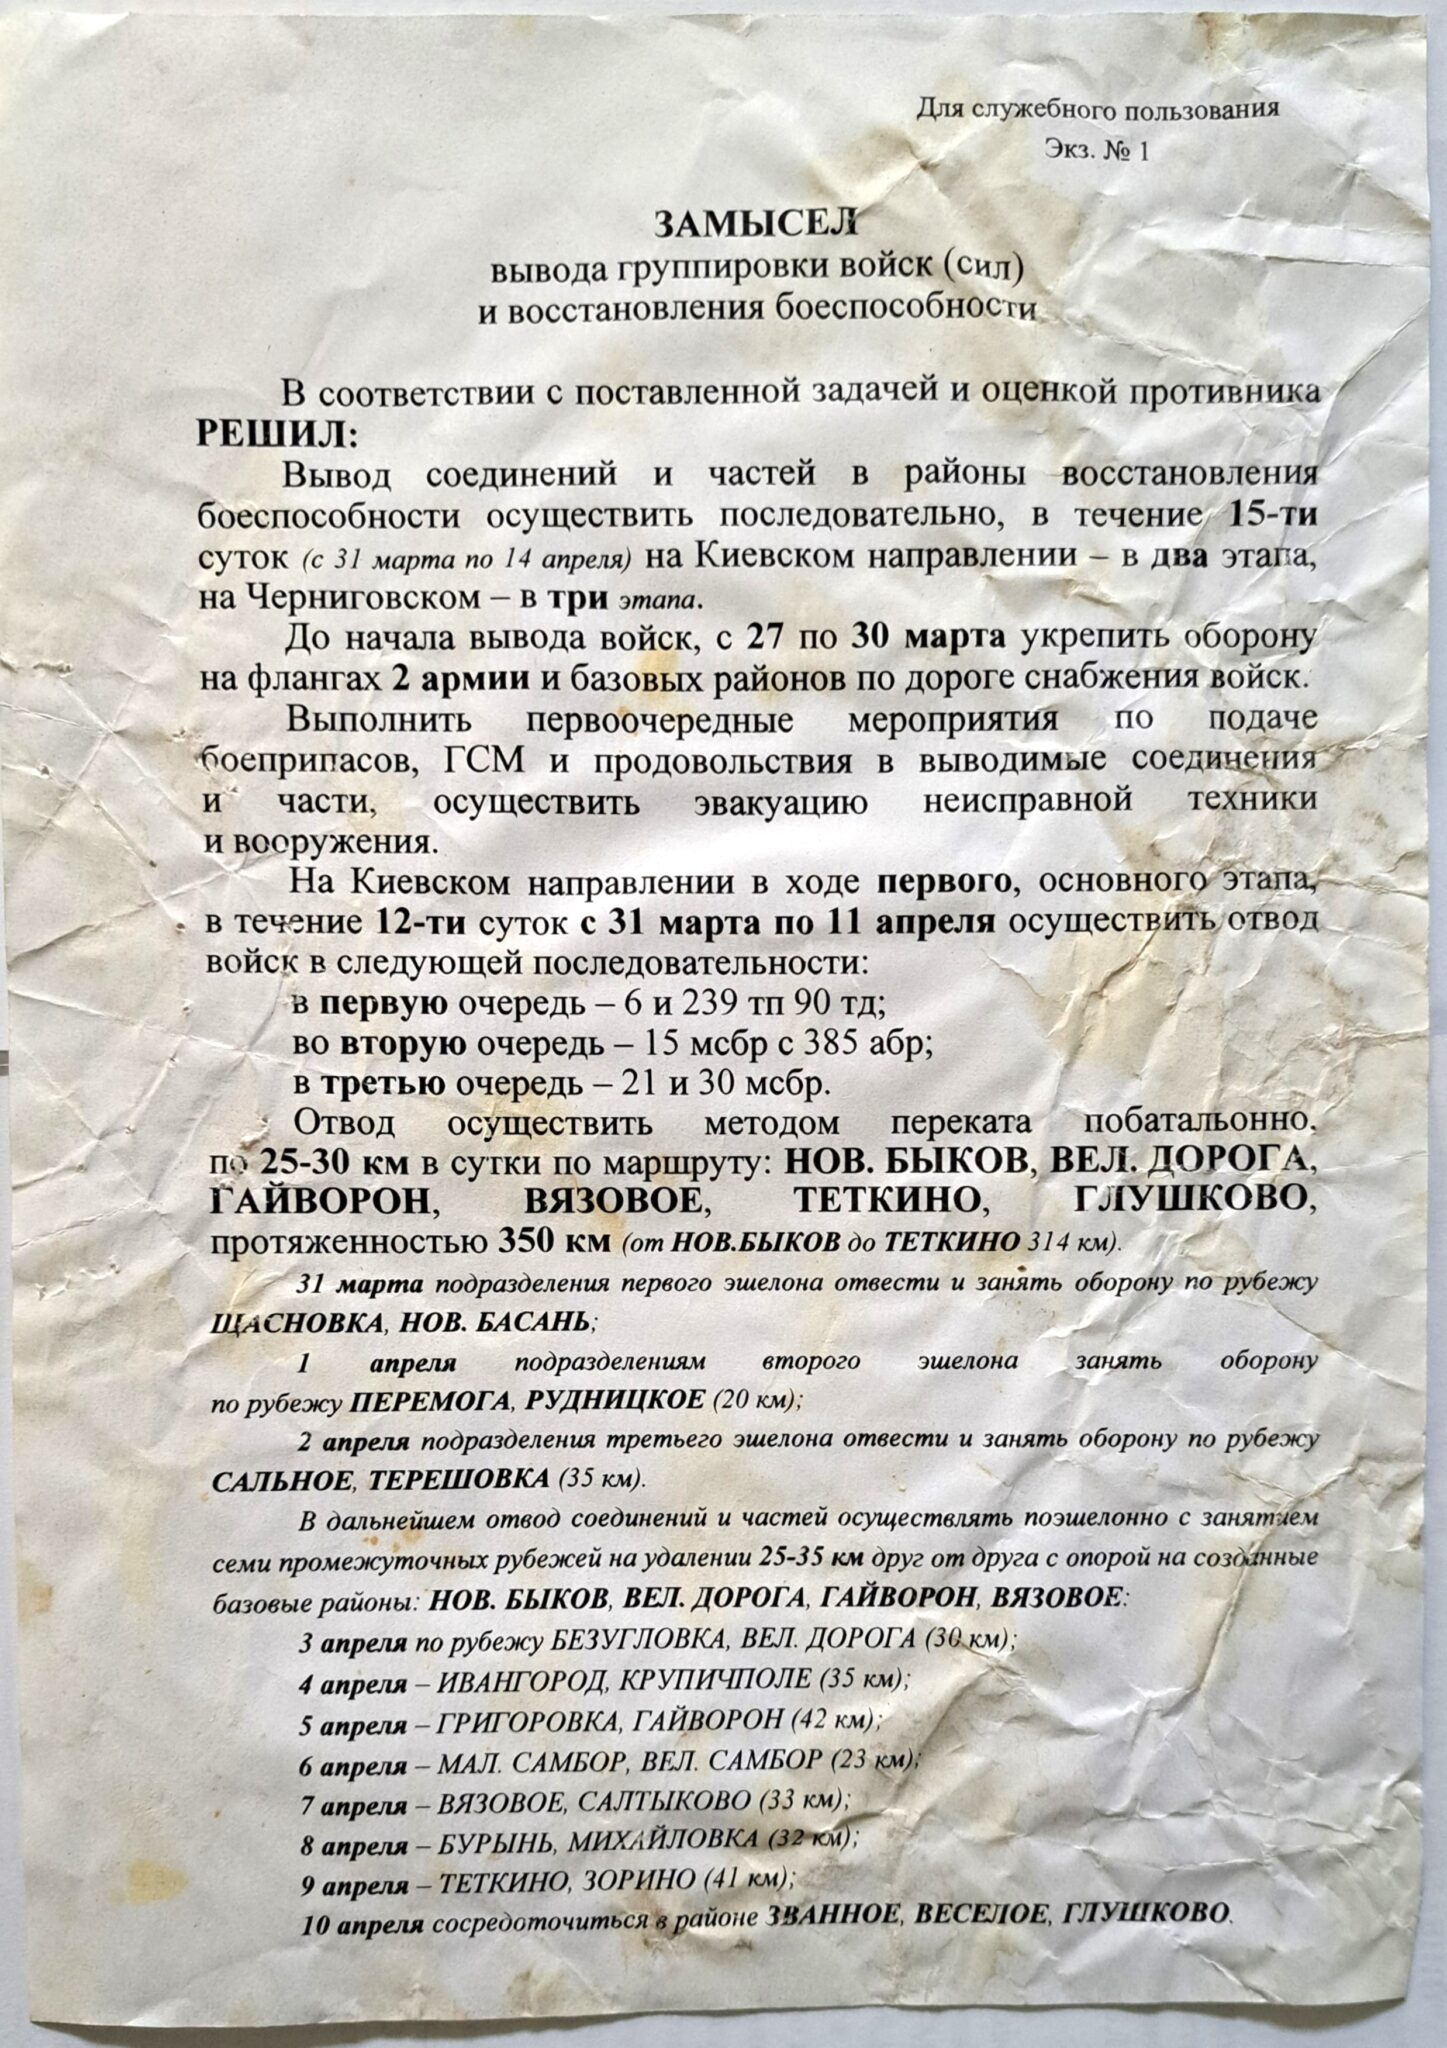 Для служебного пользования
Экз. № 1
ЗАМЫСЕЛ
вывода группировки войск (сил)
и восстановления боеспособности
В соответствии с поставленной задачей и оценкой противника
РЕШИЛ:
Вывод соединений и частей в районы восстановления
боеспособности осуществить последовательно, в течение 15-ти
суток (с 31 марта по 14 апреля) на Киевском направлении – в два этапа,
на Черниговском – в три этапа.
До начала вывода войск, с 27 по 30 марта укрепить оборону
на флангах 2 армии и базовых районов по дороге снабжения войск.
Выполнить первоочередные мероприятия по подаче
боеприпасов, ГСМ и продовольствия в выводимые соединения
и части, осуществить эвакуацию неисправной техники
и вооружения.
На Киевском направлении в ходе первого, основного этапа,
в течение 12-ти суток с 31 марта по 11 апреля осуществить отвод
войск в следующей последовательности:
в первую очередь – 6 и 239 тп 90 тд;
во вторую очередь – 15 мсбр с 385 абр;
в третью очередь – 21 и 30 мсбр.
Отвод осуществить методом переката побатальонно,
по 25-30 км в сутки по маршруту: НОВ. БЫКОВ, ВЕЛ. ДОРОГА,
ГАЙВОРОН, ВЯЗОВОЕ, ТЕТКИНО, ГЛУШКОВО,
протяженностью 350 км (от НОВ.БЫКОВ до ТЕТКИНО 314 км).
31 марта подразделения первого эшелона отвести и занять оборону по рубежу
ЩАСНОВКА, НОВ. БАСАНЬ;
1 апреля подразделениям второго эшелона занять оборону
по рубежу ПЕРЕМОГА, РУДНИЦКОЕ (20 км);
2 апреля подразделения третьего эшелона отвести и занять оборону по рубежу
САЛЬНОЕ, ТЕРЕШОВКА (35 км).
В дальнейшем отвод соединений и частей осуществлять поэшелонно с занятием
семи промежуточных рубежей на удалении 25-35 км друг от друга с опорой на созданные
базовые районы: НОВ. БЫКОВ, ВЕЛ. ДОРОГА, ГАЙВОРОН, ВЯЗОВОЕ:
3 апреля по рубежу БЕЗУГЛОВКА, ВЕЛ. ДОРОГА (30 км);
4 апреля – ИВАНГОРОД, КРУПИЧПОЛЕ (35 км);
5 апреля – ГРИГОРОВКА, ГАЙВОРОН (42 км);
6 апреля – МАЛ. САМБОР, ВЕЛ. САМБОР (23 км);
7 апреля – ВЯЗОВОЕ, САЛТЫКОВО (33 км);
8 апреля – БУРЫНЬ, МИХАЙЛОВКА (32 км);
9 апреля – ТЕТКИНО, ЗОРИНО (41 км);
10 апреля сосредоточиться в районе ЗВАННОЕ, ВЕСЕЛОЕ, ГЛУШКОВО.